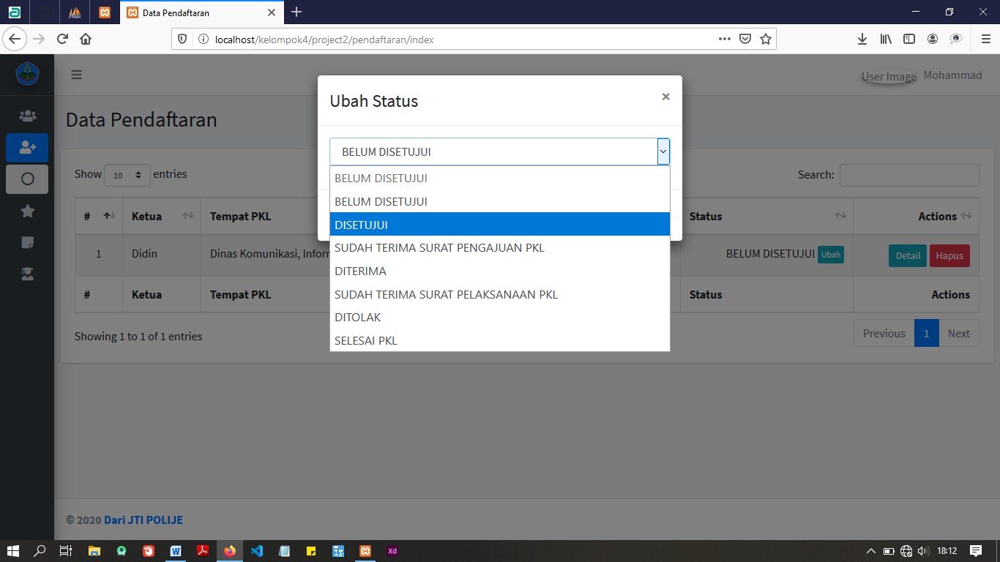 Data Pendaftaran
localhost/kelompok4/project2/pendaftaran/index
User Image Mohammad
Ubah Status
×
Data Pendaftaran
BELUM DISETUJUI
BELUM DISETUJUI
BELUM DISETUJUI
DISETUJUI
SUDAH TERIMA SURAT PENGAJUAN PKL
DITERIMA
SUDAH TERIMA SURAT PELAKSANAAN PKL
DITOLAK
SELESAI PKL
Show 10 entries
Search:
# Ketua Tempat PKL Status Actions
1 Didin Dinas Komunikasi, BELUM DISETUJUI Ubah Detail Hapus
# Ketua Tempat PKL Status Actions
Showing 1 to 1 of 1 entries
Previous 1 Next
© 2020 Dari JTI POLIJE
Xd
18:12